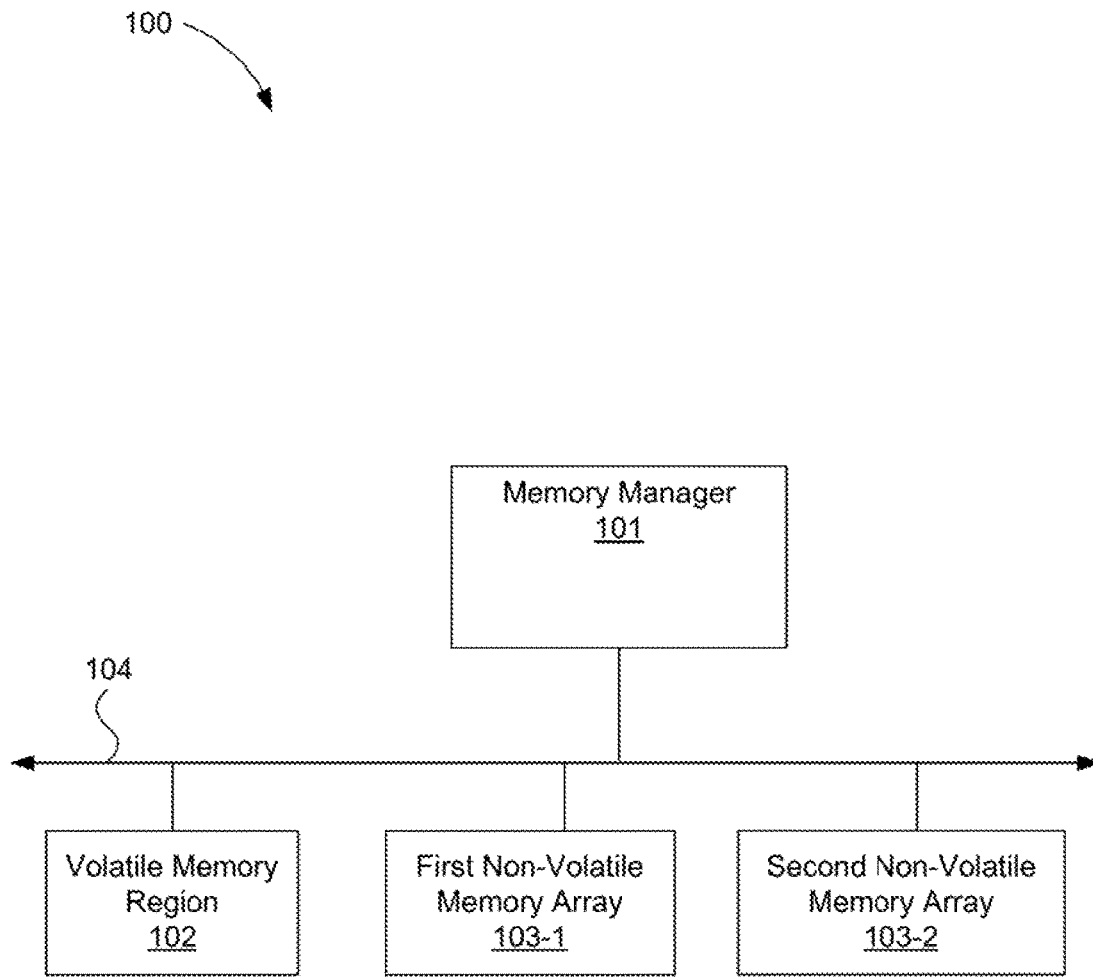 100
Memory Manager
101
104
Volatile Memory
Region
102
First Non-Volatile
Memory Array
103-1
Second Non-Volatile
Memory Array
103-2